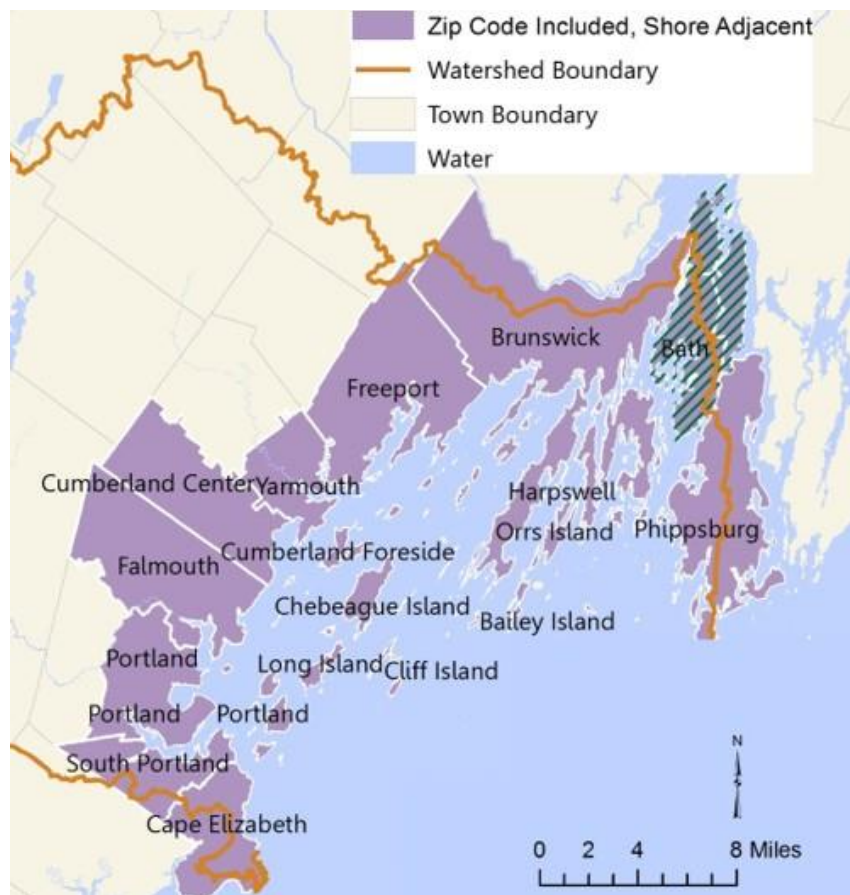 Zip Code Included, Shore Adjacent
Watershed Boundary
Town Boundary
Water
Brunswick
Bath
Freeport
Cumberland Center
Yarmouth
Harpswell
Orrs Island
Phippsburg
Cumberland Foreside
Falmouth
Chebeague Island
Bailey Island
Portland
Long Island
Cliff Island
Portland
Portland
South Portland
Cape Elizabeth
N
S
0 2 4 8 Miles